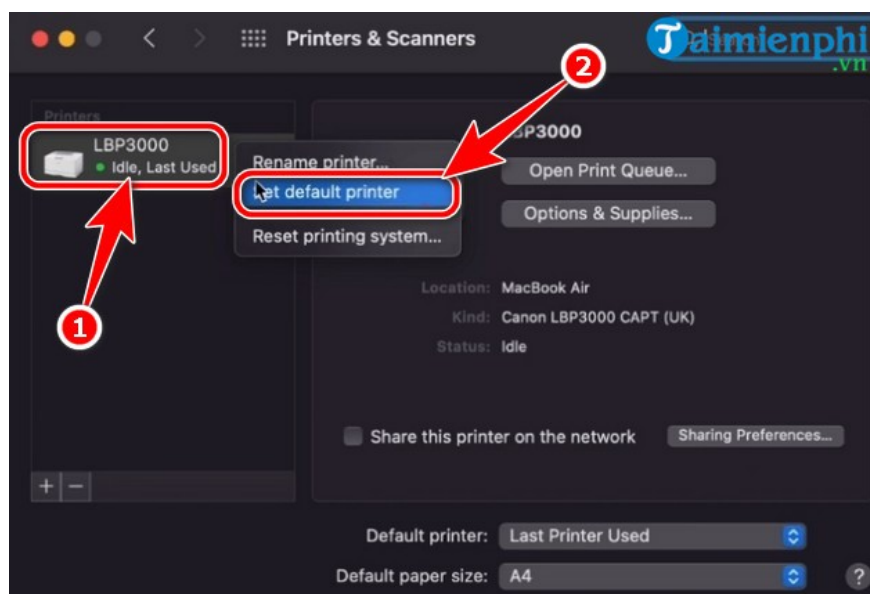 Printers & Scanners
Taimienphi
.vn
2
Printers
LBP3000
Idle, Last Used
Rename printer...
et default printer
Reset printing system...
BP3000
Open Print Queue...
Options & Supplies...
Location: MacBook Air
Kind: Canon LBP3000 CAPT (UK)
Status: Idle
1
Share this printer on the network
Sharing Preferences...
+ −
Default printer: Last Printer Used
Default paper size: A4
?